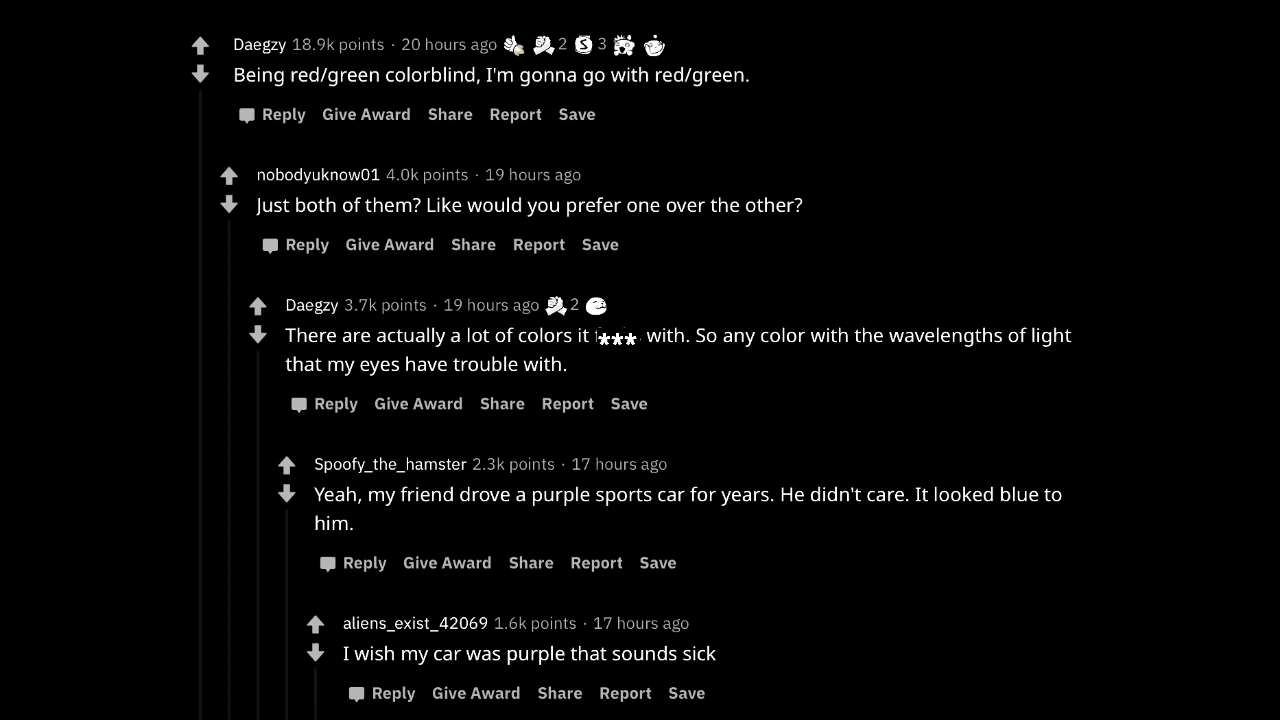 Daegzy 18.9k points · 20 hours ago 2 3
Being red/green colorblind, I'm gonna go with red/green.
Reply Give Award Share Report Save
nobodyuknow01 4.0k points · 19 hours ago
Just both of them? Like would you prefer one over the other?
Reply Give Award Share Report Save
Daegzy 3.7k points · 19 hours ago 2
There are actually a lot of colors it *** with. So any color with the wavelengths of light
that my eyes have trouble with.
Reply Give Award Share Report Save
Spoofy_the_hamster 2.3k points · 17 hours ago
Yeah, my friend drove a purple sports car for years. He didn't care. It looked blue to
him.
Reply Give Award Share Report Save
aliens_exist_42069 1.6k points · 17 hours ago
I wish my car was purple that sounds sick
Reply Give Award Share Report Save